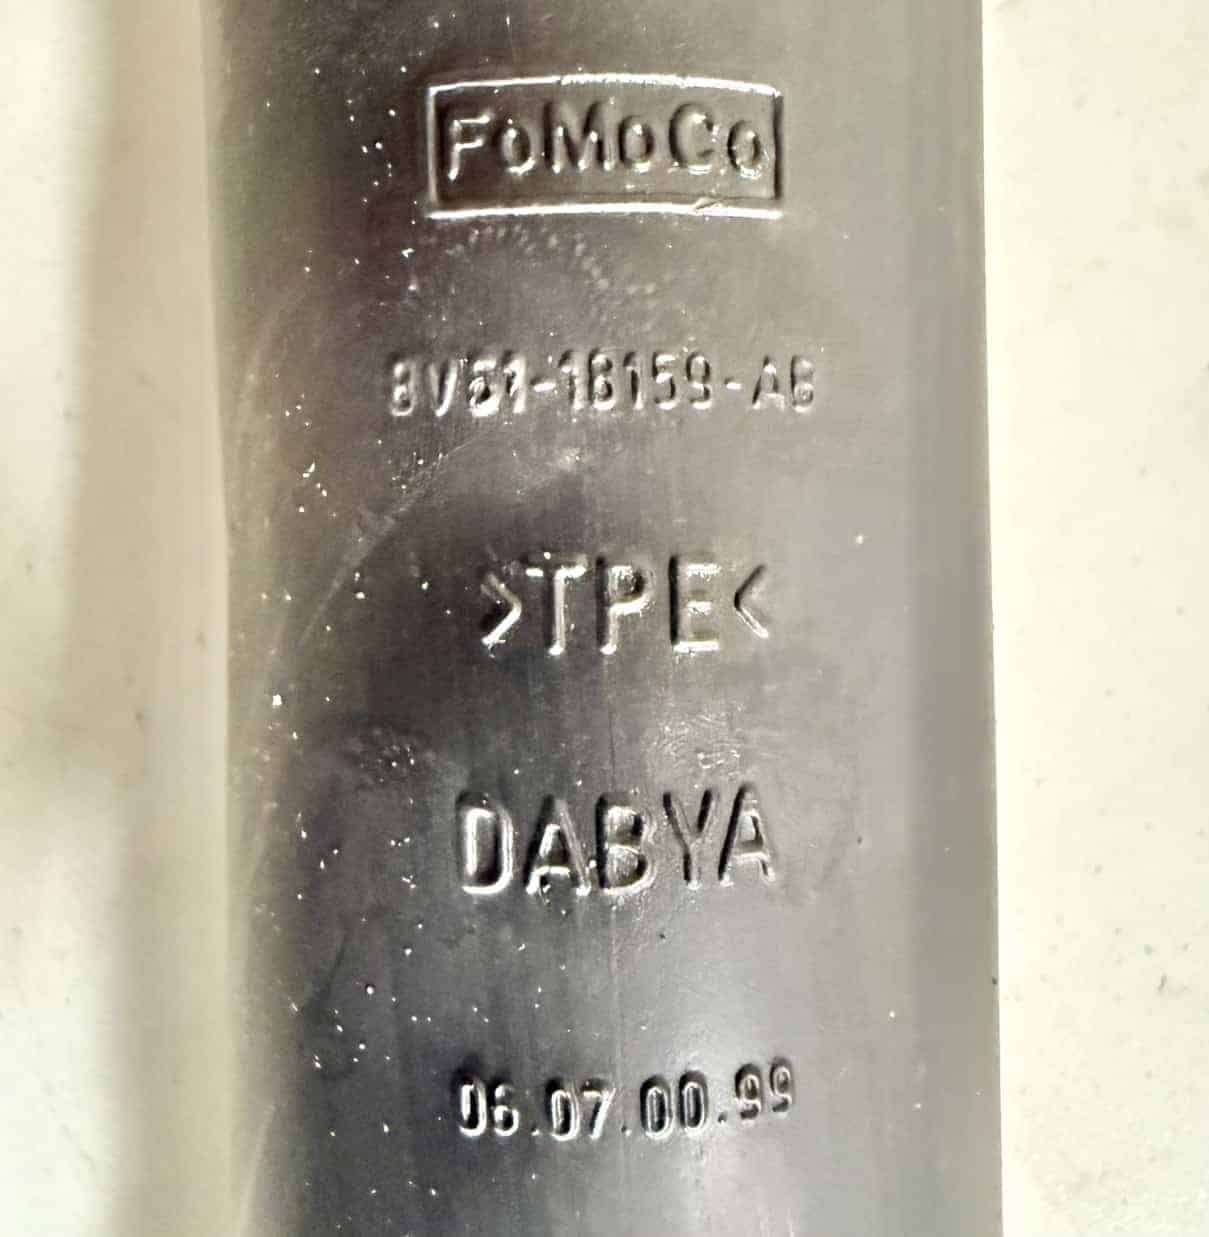 FoMoCo
8V51-18159-AB
>TPE<
DABYA
06.07.00.99